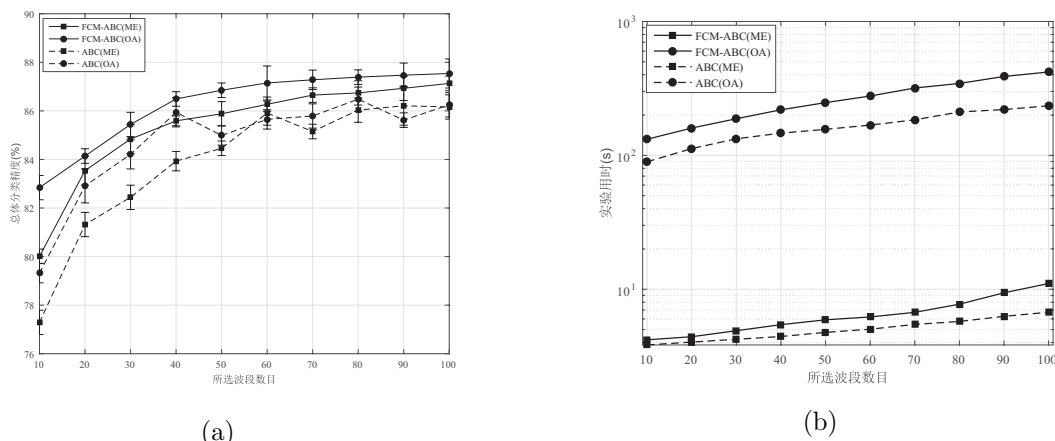 90
88
86
84
82
80
78
76
总体分类精度(%)
FCM-ABC(ME)
FCM-ABC(OA)
ABC(ME)
ABC(OA)
10 20 30 40 50 60 70 80 90 100
所选波段数目
(a)
10³
10²
10¹
实验用时(s)
FCM-ABC(ME)
FCM-ABC(OA)
ABC(ME)
ABC(OA)
10 20 30 40 50 60 70 80 90 100
所选波段数目
(b)